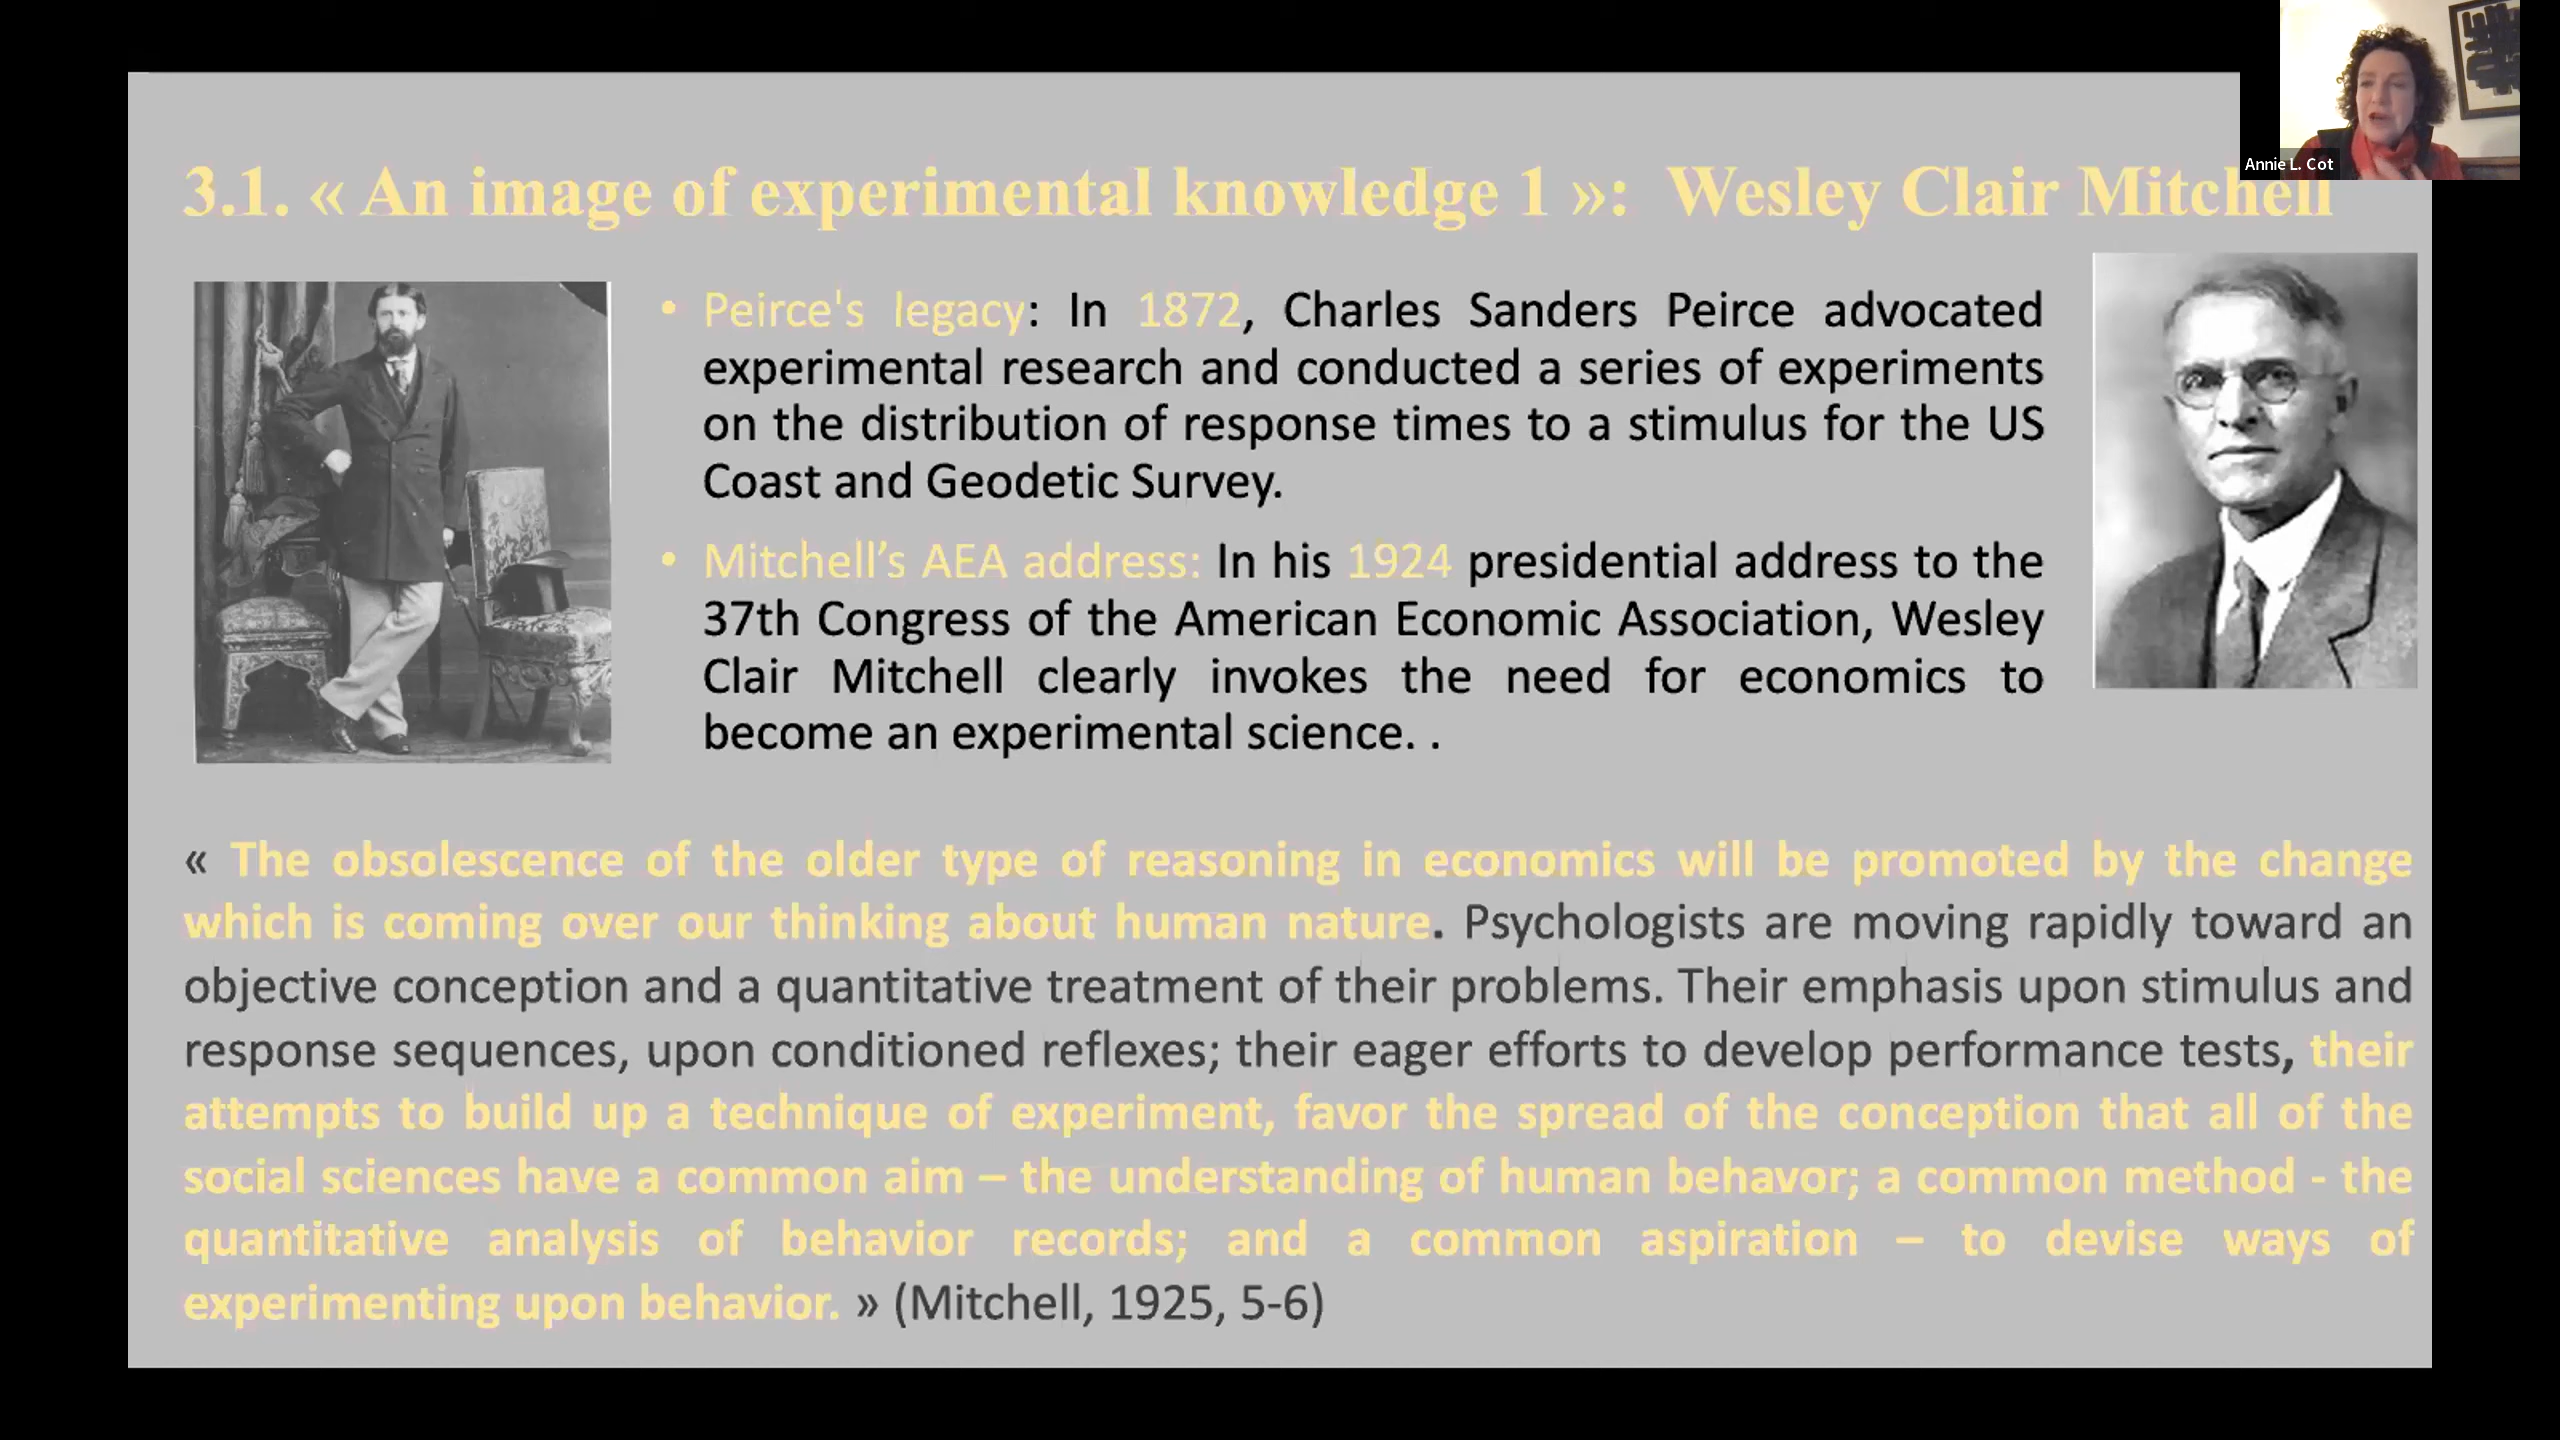 Annie L. Cot
3.1. « An image of experimental knowledge 1 »: Wesley Clair Mitchell
• Peirce's legacy: In 1872, Charles Sanders Peirce advocated
experimental research and conducted a series of experiments
on the distribution of response times to a stimulus for the US
Coast and Geodetic Survey.
• Mitchell’s AEA address: In his 1924 presidential address to the
37th Congress of the American Economic Association, Wesley
Clair Mitchell clearly invokes the need for economics to
become an experimental science. .
« The obsolescence of the older type of reasoning in economics will be promoted by the change
which is coming over our thinking about human nature. Psychologists are moving rapidly toward an
objective conception and a quantitative treatment of their problems. Their emphasis upon stimulus and
response sequences, upon conditioned reflexes; their eager efforts to develop performance tests, their
attempts to build up a technique of experiment, favor the spread of the conception that all of the
social sciences have a common aim – the understanding of human behavor; a common method - the
quantitative analysis of behavior records; and a common aspiration – to devise ways of
experimenting upon behavior. » (Mitchell, 1925, 5-6)